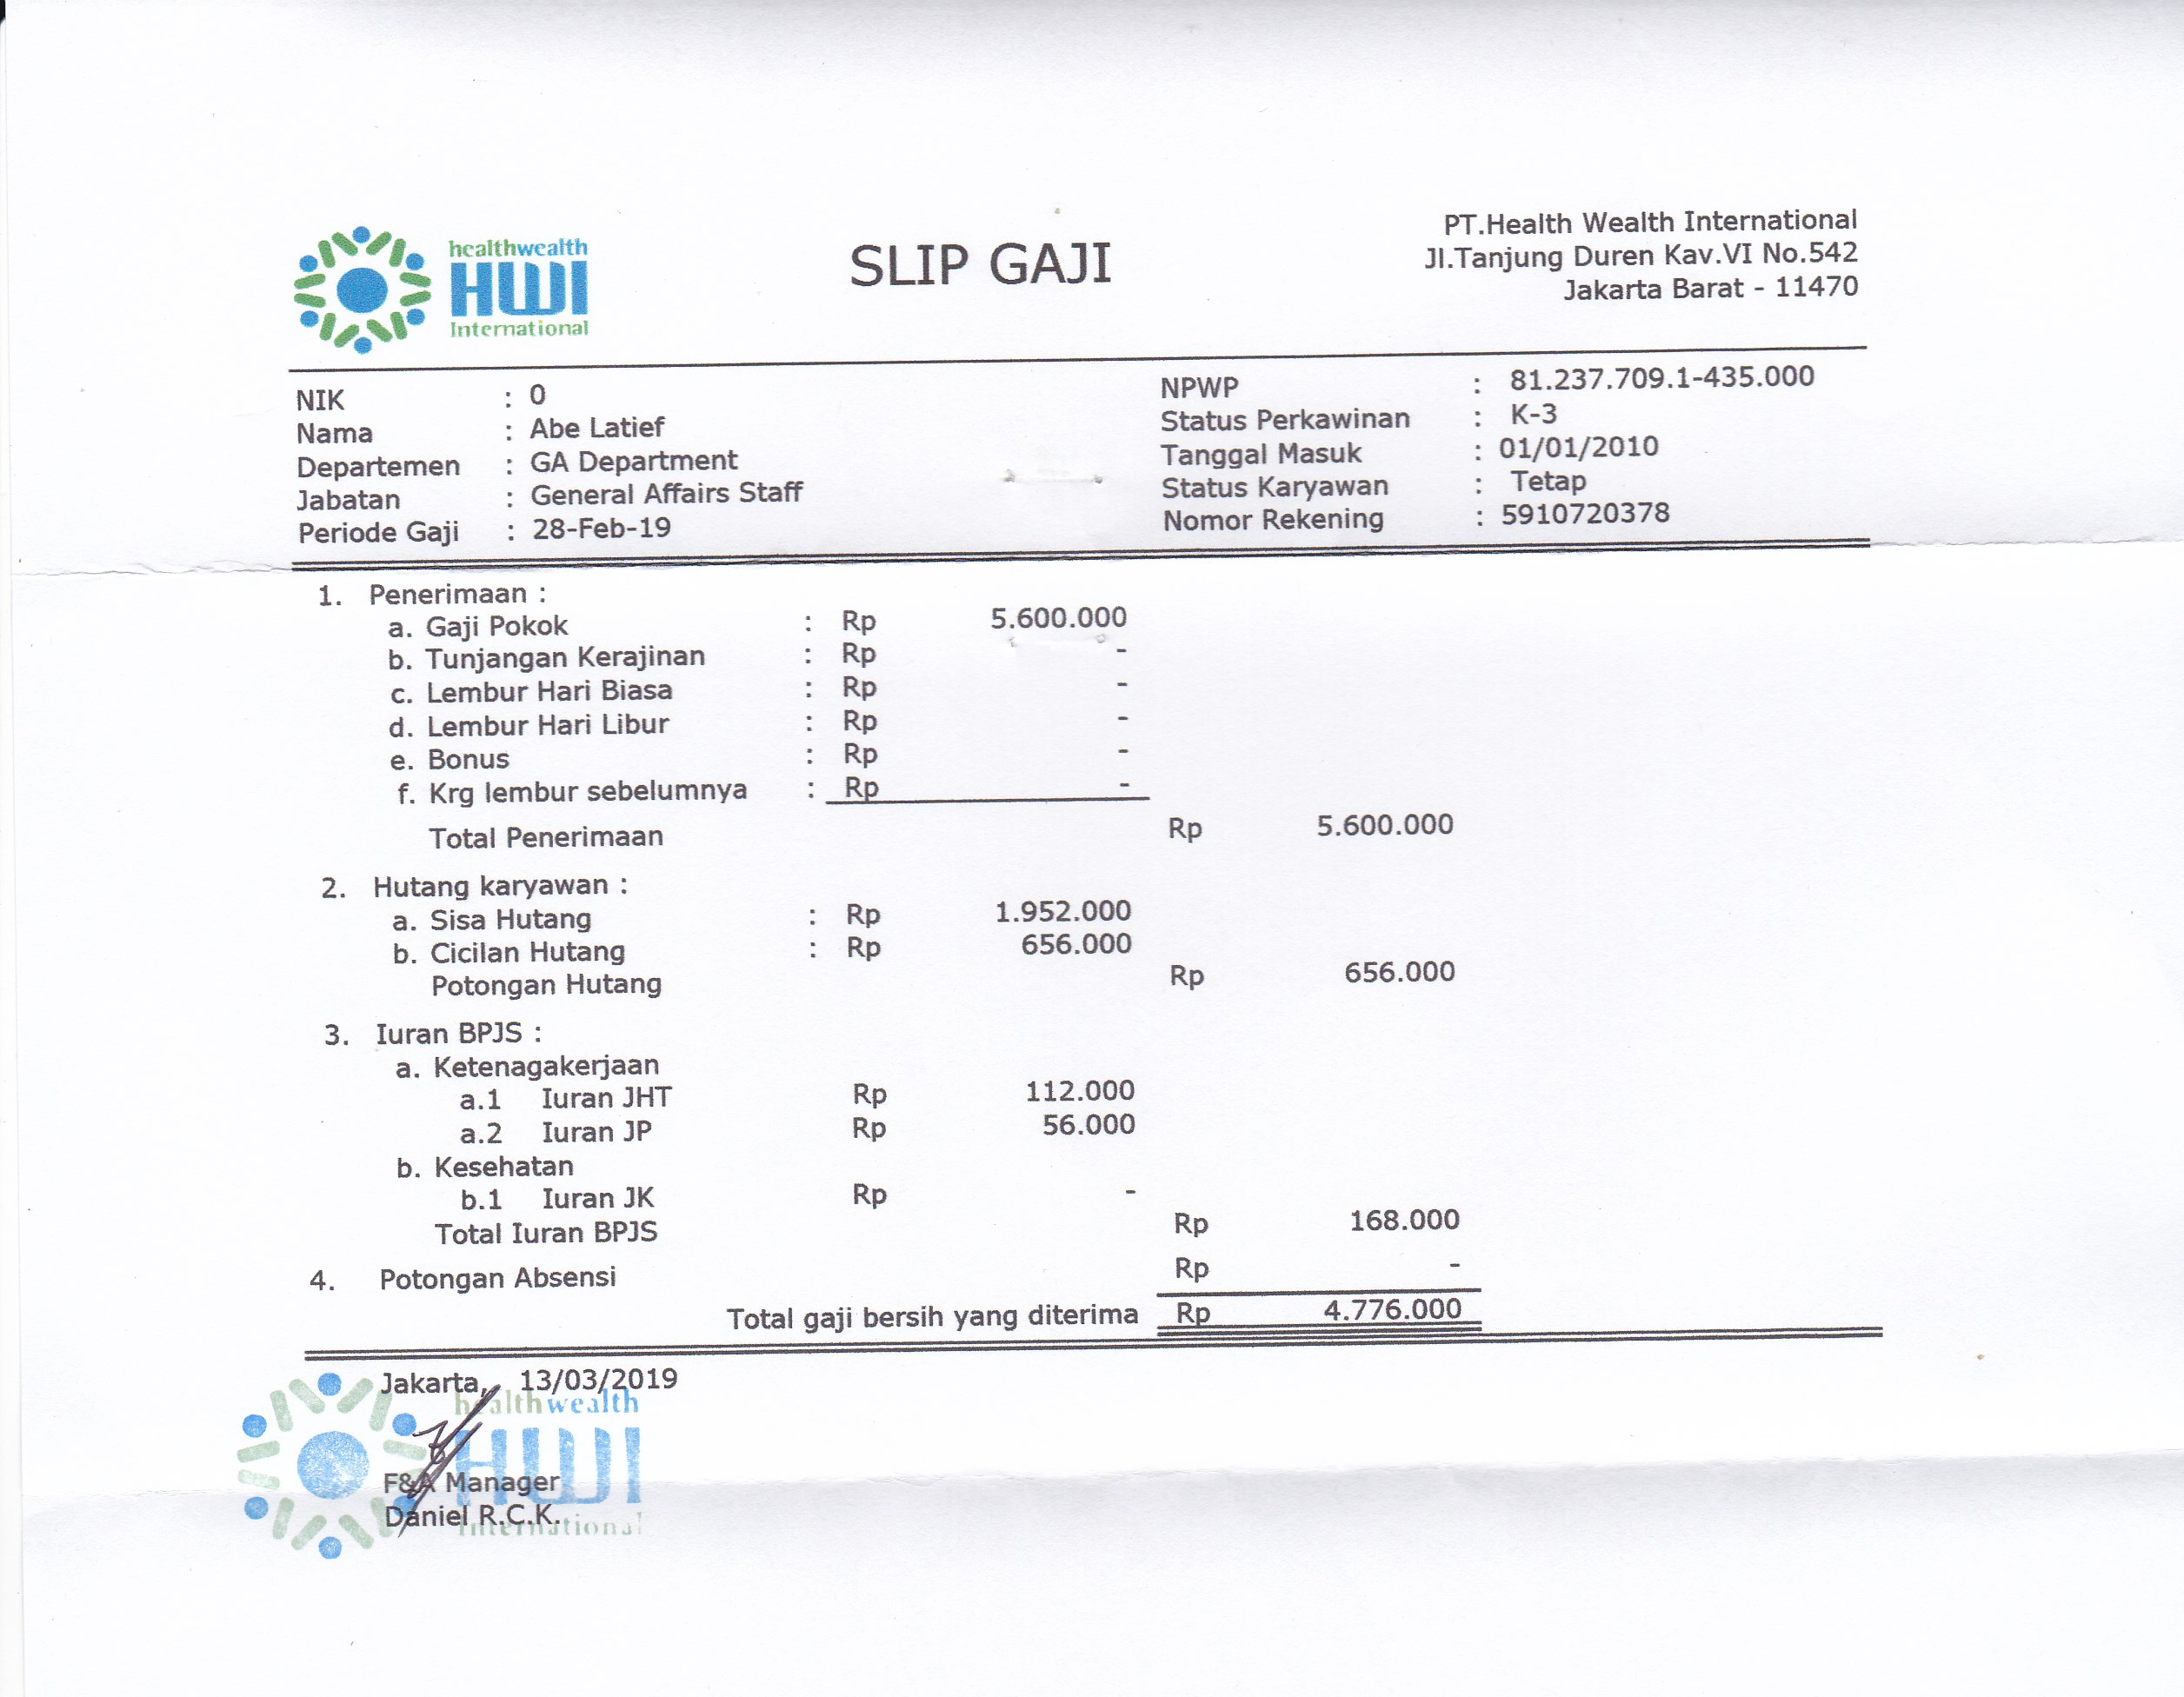 healthwealth
HWI
International
SLIP GAJI
PT.Health Wealth International
Jl.Tanjung Duren Kav.VI No.542
Jakarta Barat - 11470
NIK : 0
Nama : Abe Latief
Departemen : GA Department
Jabatan : General Affairs Staff
Periode Gaji : 28-Feb-19
NPWP : 81.237.709.1-435.000
Status Perkawinan : K-3
Tanggal Masuk : 01/01/2010
Status Karyawan : Tetap
Nomor Rekening : 5910720378
1. Penerimaan :
a. Gaji Pokok : Rp 5.600.000
b. Tunjangan Kerajinan : Rp -
c. Lembur Hari Biasa : Rp -
d. Lembur Hari Libur : Rp -
e. Bonus : Rp -
f. Krg lembur sebelumnya : Rp -
Total Penerimaan Rp 5.600.000
2. Hutang karyawan :
a. Sisa Hutang : Rp 1.952.000
b. Cicilan Hutang : Rp 656.000
Potongan Hutang Rp 656.000
3. Iuran BPJS :
a. Ketenagakerjaan
a.1 Iuran JHT Rp 112.000
a.2 Iuran JP Rp 56.000
b. Kesehatan
b.1 Iuran JK Rp -
Total Iuran BPJS Rp 168.000
4. Potongan Absensi Rp -
Total gaji bersih yang diterima Rp 4.776.000
Jakarta, 13/03/2019
healthwealth
HWI
F&A Manager
Daniel R.C.K.
International